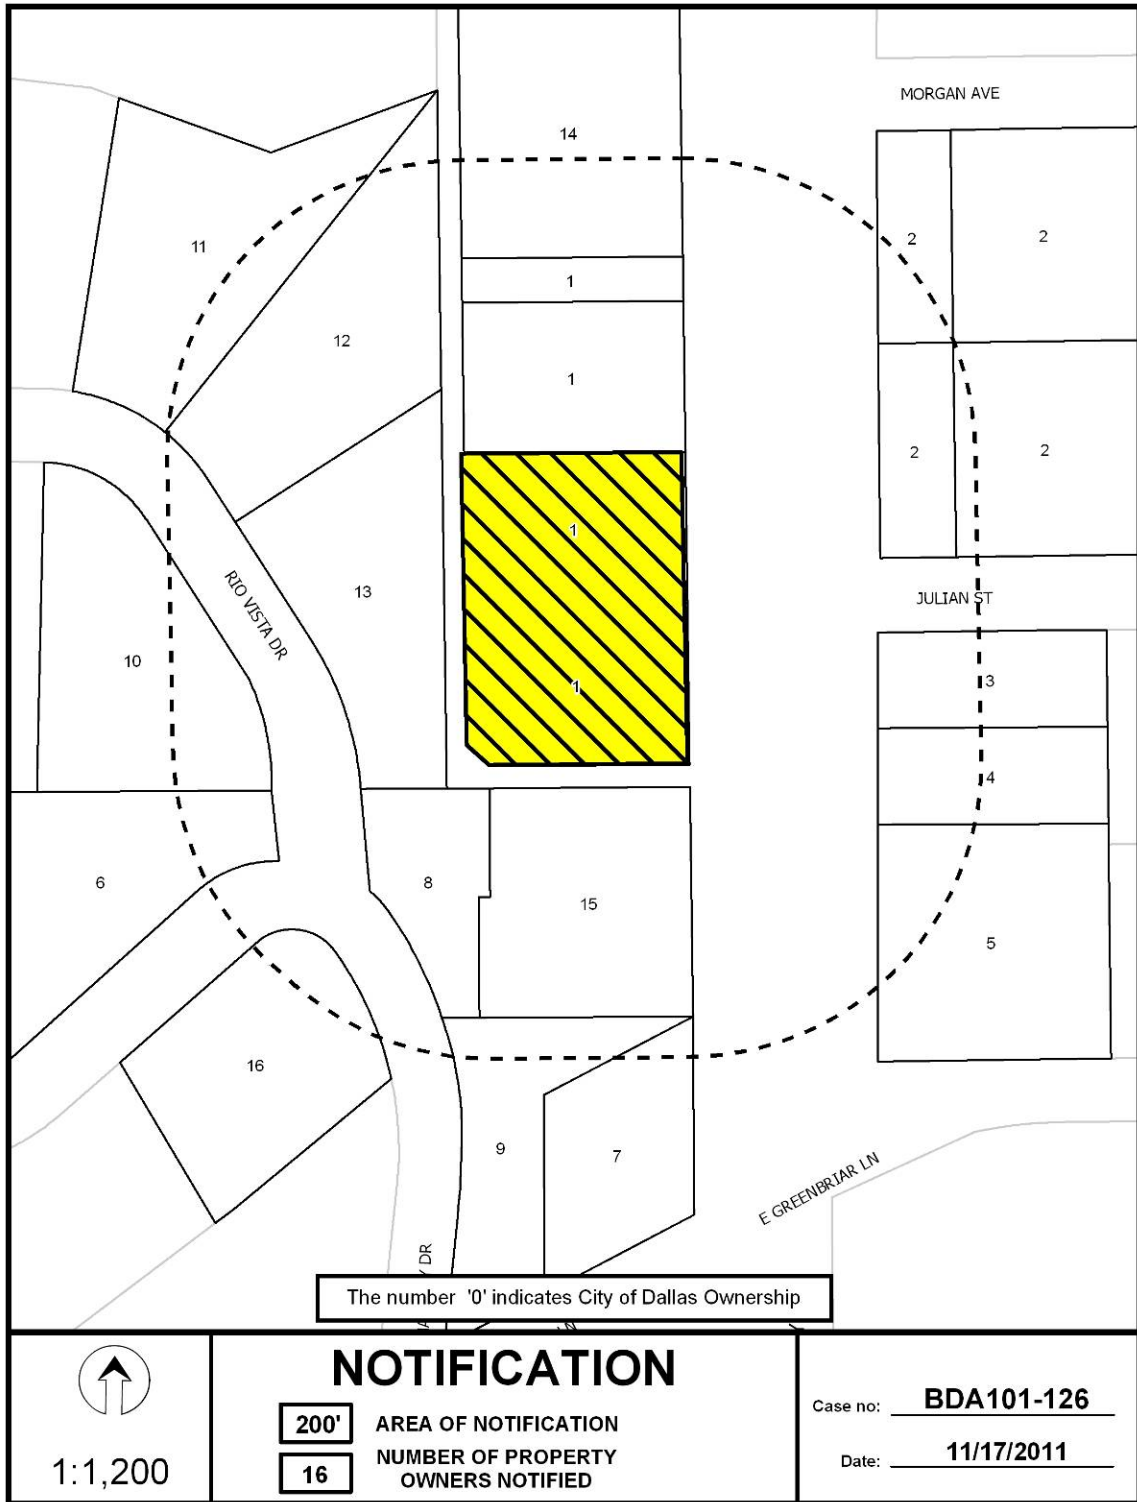 MORGAN AVE
14
11
2
2
1
12
1
2
2
1
RIO VISTA DR
13
JULIAN ST
10
3
1
4
6
8
15
5
16
9
7
E GREENBRIAR LN
DR
The number '0' indicates City of Dallas Ownership
NOTIFICATION
200' AREA OF NOTIFICATION
16 NUMBER OF PROPERTY
OWNERS NOTIFIED
1:1,200
Case no: BDA101-126
Date: 11/17/2011